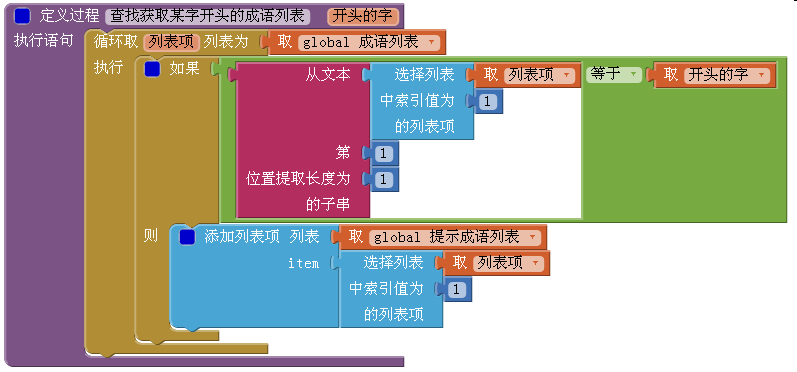 定义过程 查找获取某字开头的成语列表 开头的字
执行语句 循环取 列表项 列表为 取 global 成语列表
执行 如果 从文本 选择列表 取 列表项 等于 取 开头的字
中索引值为 1
的列表项
第 1
位置提取长度为 1
的子串
则 添加列表项 列表 取 global 提示成语列表
item 选择列表 取 列表项
中索引值为 1
的列表项